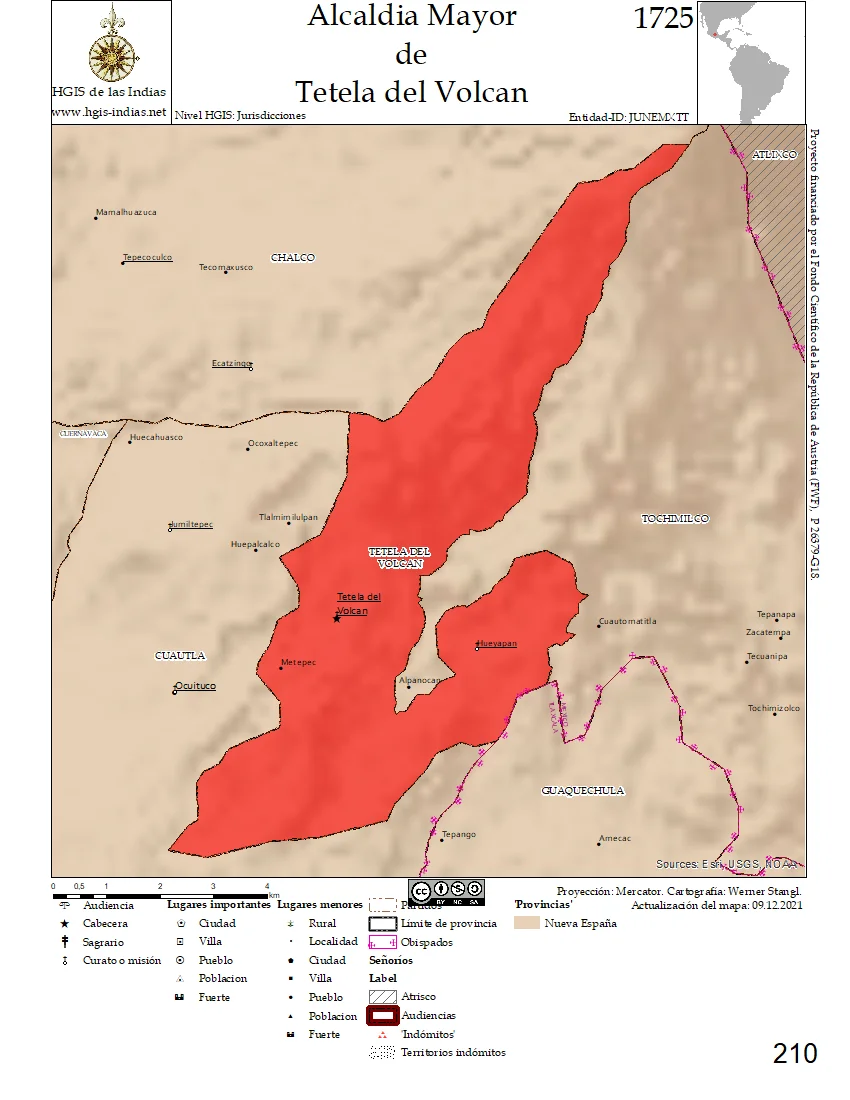 Alcaldia Mayor
de
Tetela del Volcan
1725
HGIS de las Indias
www.hgis-indias.net
Nivel HGIS: Jurisdicciones
Entidad-ID: JUNEMXTT
ATLIXCO
Mamalhuazuca
Tepecoculco
Tecomaxusco
CHALCO
Ecatzingo
CUERNAVACA
Huecahuasco
Ocoxaltepec
Jumiltepec
Tlalmimilulpan
Huepalcalco
TOCHIMILCO
TETELA DEL
VOLCAN
Tetela del
Volcan
Cuautomatitla
Tepanapa
Zacatempa
Hueyapan
CUAUTLA
Metepec
Tecuanipa
Alpanocan
Ocuituco
Tochimizolco
MEXICO
TLAXCALA
GUAQUECHULA
Tepango
Amecac
Sources: Esri, USGS, NOAA
Proyecto financiado por el Fondo Científico de la República de Austria (FWF), P 26379-G18.
0 0,5 1 2 3 4
km
CC BY NC SA
Proyección: Mercator. Cartografía: Werner Stangl.
Actualización del mapa: 09.12.2021
Audiencia
Cabecera
Sagrario
Curato o misión
Lugares importantes
Ciudad
Villa
Pueblo
Poblacion
Fuerte
Lugares menores
Rural
Localidad
Ciudad
Villa
Pueblo
Poblacion
Fuerte
Partidos
Límite de provincia
Obispados
Señoríos
Label
Atrisco
Audiencias
'Indómitos'
Territorios indómitos
'Provincias'
Nueva España
210